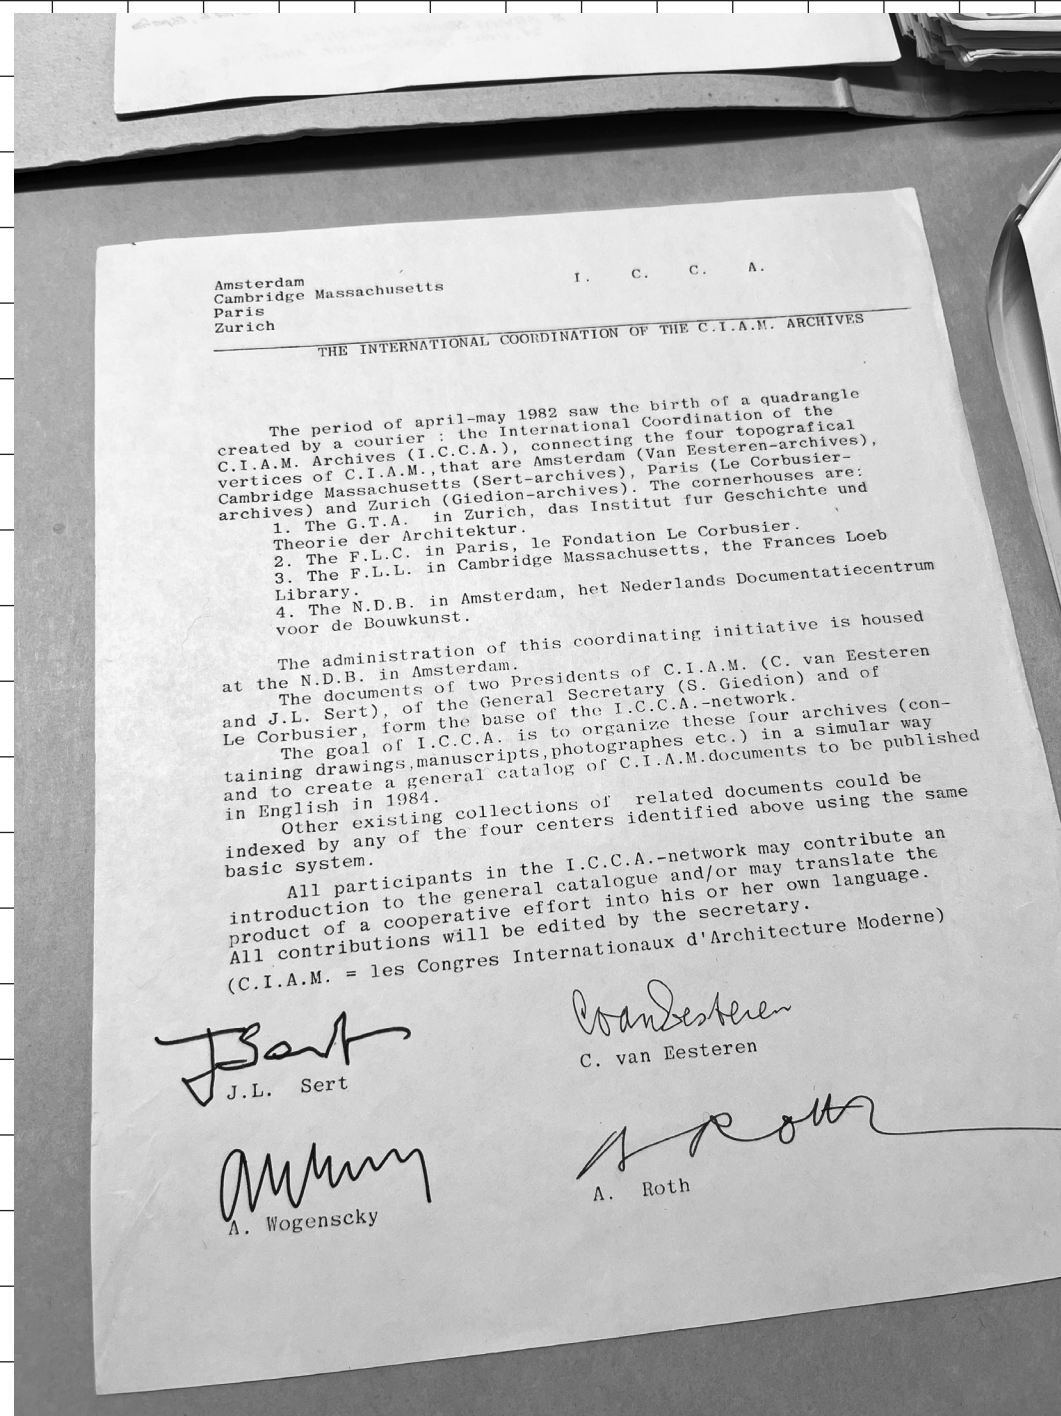 Amsterdam
Cambridge Massachusetts
Paris
Zurich
I. C. C. A.
THE INTERNATIONAL COORDINATION OF THE C.I.A.M. ARCHIVES
The period of april-may 1982 saw the birth of a quadrangle
created by a courier : the International Coordination of the
C.I.A.M. Archives (I.C.C.A.), connecting the four topografical
vertices of C.I.A.M.,that are Amsterdam (Van Eesteren-archives),
Cambridge Massachusetts (Sert-archives), Paris (Le Corbusier-
archives) and Zurich (Giedion-archives). The cornerhouses are:
1. The G.T.A. in Zurich, das Institut fur Geschichte und
Theorie der Architektur.
2. The F.L.C. in Paris, le Fondation Le Corbusier.
3. The F.L.L. in Cambridge Massachusetts, the Frances Loeb
Library.
4. The N.D.B. in Amsterdam, het Nederlands Documentatiecentrum
voor de Bouwkunst.
The administration of this coordinating initiative is housed
at the N.D.B. in Amsterdam.
The documents of two Presidents of C.I.A.M. (C. van Eesteren
and J.L. Sert), of the General Secretary (S. Giedion) and of
Le Corbusier, form the base of the I.C.C.A.-network.
The goal of I.C.C.A. is to organize these four archives (con-
taining drawings,manuscripts,photographes etc.) in a simular way
and to create a general catalog of C.I.A.M.documents to be published
in English in 1984.
Other existing collections of related documents could be
indexed by any of the four centers identified above using the same
basic system.
All participants in the I.C.C.A.-network may contribute an
introduction to the general catalogue and/or may translate the
product of a cooperative effort into his or her own language.
All contributions will be edited by the secretary.
(C.I.A.M. = les Congres Internationaux d'Architecture Moderne)
JSert
CvanEesteren
J.L. Sert
C. van Eesteren
A Roth
A. Wogenscky
A. Roth